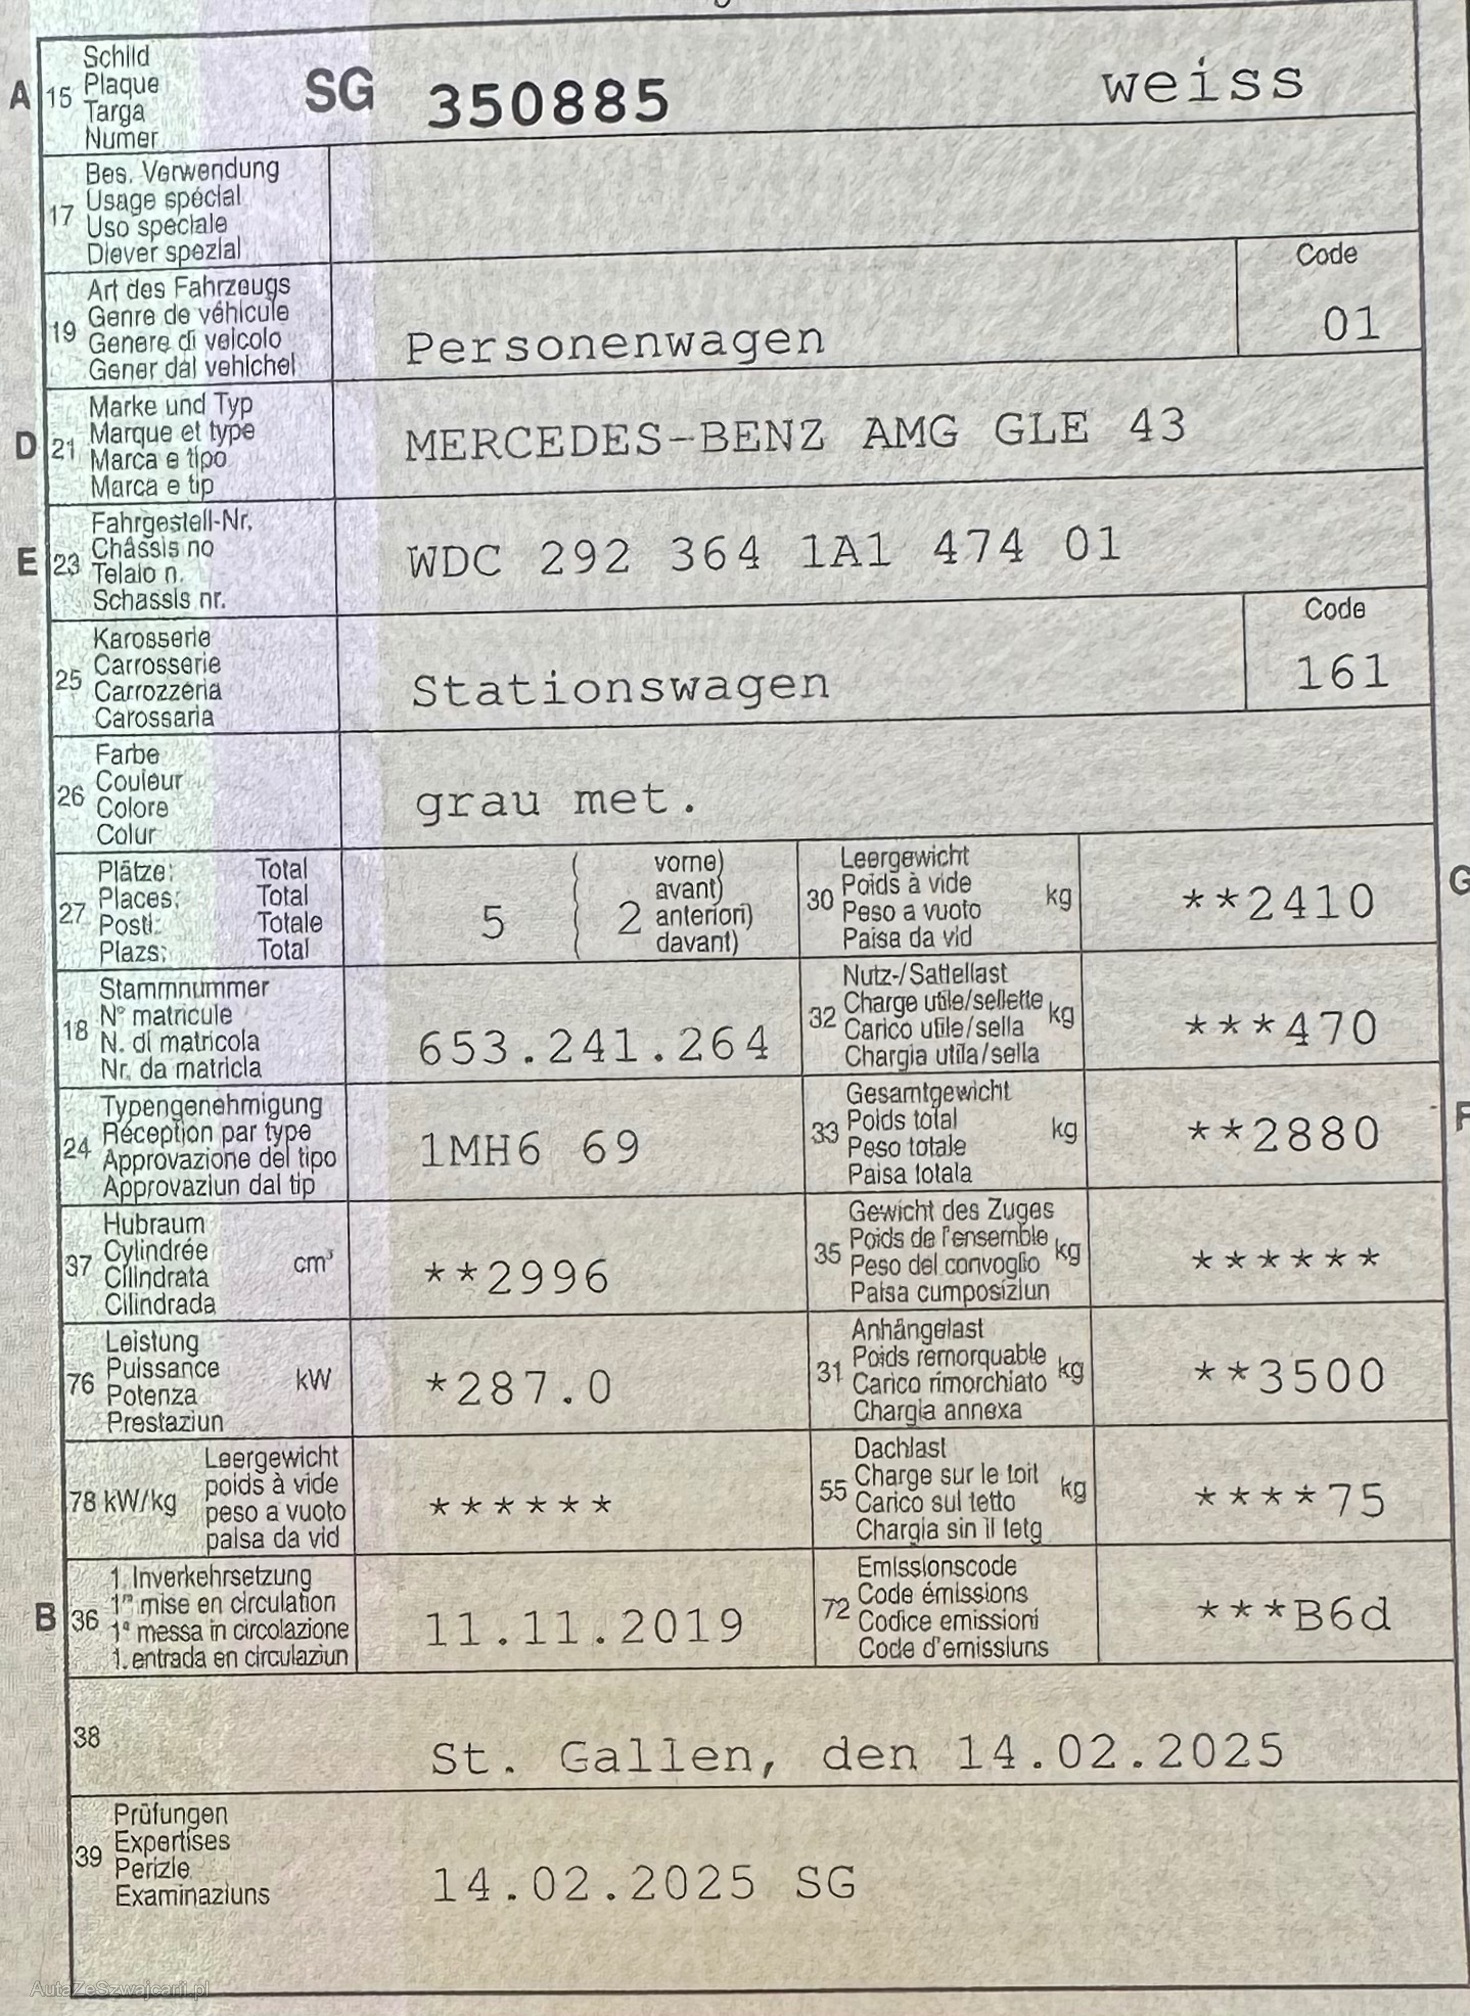 A 15 Schild
Plaque
Targa
Numer
SG 350885 weiss
17 Bes. Verwendung
Usage spécial
Uso speciale
Diever spezial
19 Art des Fahrzeugs
Genre de véhicule
Genere di veicolo
Gener dal vehichel
Personenwagen
Code
01
D 21 Marke und Typ
Marque et type
Marca e tipo
Marca e tip
MERCEDES-BENZ AMG GLE 43
E 23 Fahrgestell-Nr.
Châssis no
Telaio n.
Schassis nr.
WDC 292 364 1A1 474 01
25 Karosserie
Carrosserie
Carrozzeria
Carossaria
Stationswagen
Code
161
26 Farbe
Couleur
Colore
Colur
grau met.
27 Plätze: Total
Places: Total
Posti: Totale
Plazs: Total
5
2
vorne)
avant)
anteriori)
davant)
30 Leergewicht
Poids à vide
Peso a vuoto
Paisa da vid
kg
**2410
G
18 Stammnummer
N° matricule
N. di matricola
Nr. da matricla
653.241.264
32 Nutz-/Sattellast
Charge utile/sellette
Carico utile/sella
Chargia utila/sella
kg
***470
24 Typengenehmigung
Réception par type
Approvazione del tipo
Approvaziun dal tip
1MH6 69
33 Gesamtgewicht
Poids total
Peso totale
Paisa totala
kg
**2880
F
37 Hubraum
Cylindrée
Cilindrata
Cilindrada
cm³
**2996
35 Gewicht des Zuges
Poids de l'ensemble
Peso del convoglio
Paisa cumposiziun
kg
******
76 Leistung
Puissance
Potenza
Prestaziun
kW
*287.0
31 Anhängelast
Poids remorquable
Carico rimorchiato
Chargia annexa
kg
**3500
78 kW/kg
Leergewicht
poids à vide
peso a vuoto
paisa da vid
******
55 Dachlast
Charge sur le toit
Carico sul tetto
Chargia sin il tetg
kg
****75
B 36 1. Inverkehrsetzung
1re mise en circulation
1a messa in circolazione
1. entrada en circulaziun
11.11.2019
72 Emissionscode
Code émissions
Codice emissioni
Code d'emissiuns
***B6d
38
St. Gallen, den 14.02.2025
39 Prüfungen
Expertises
Perizie
Examinaziuns
14.02.2025 SG
AutaZeSzwajcarii.pl